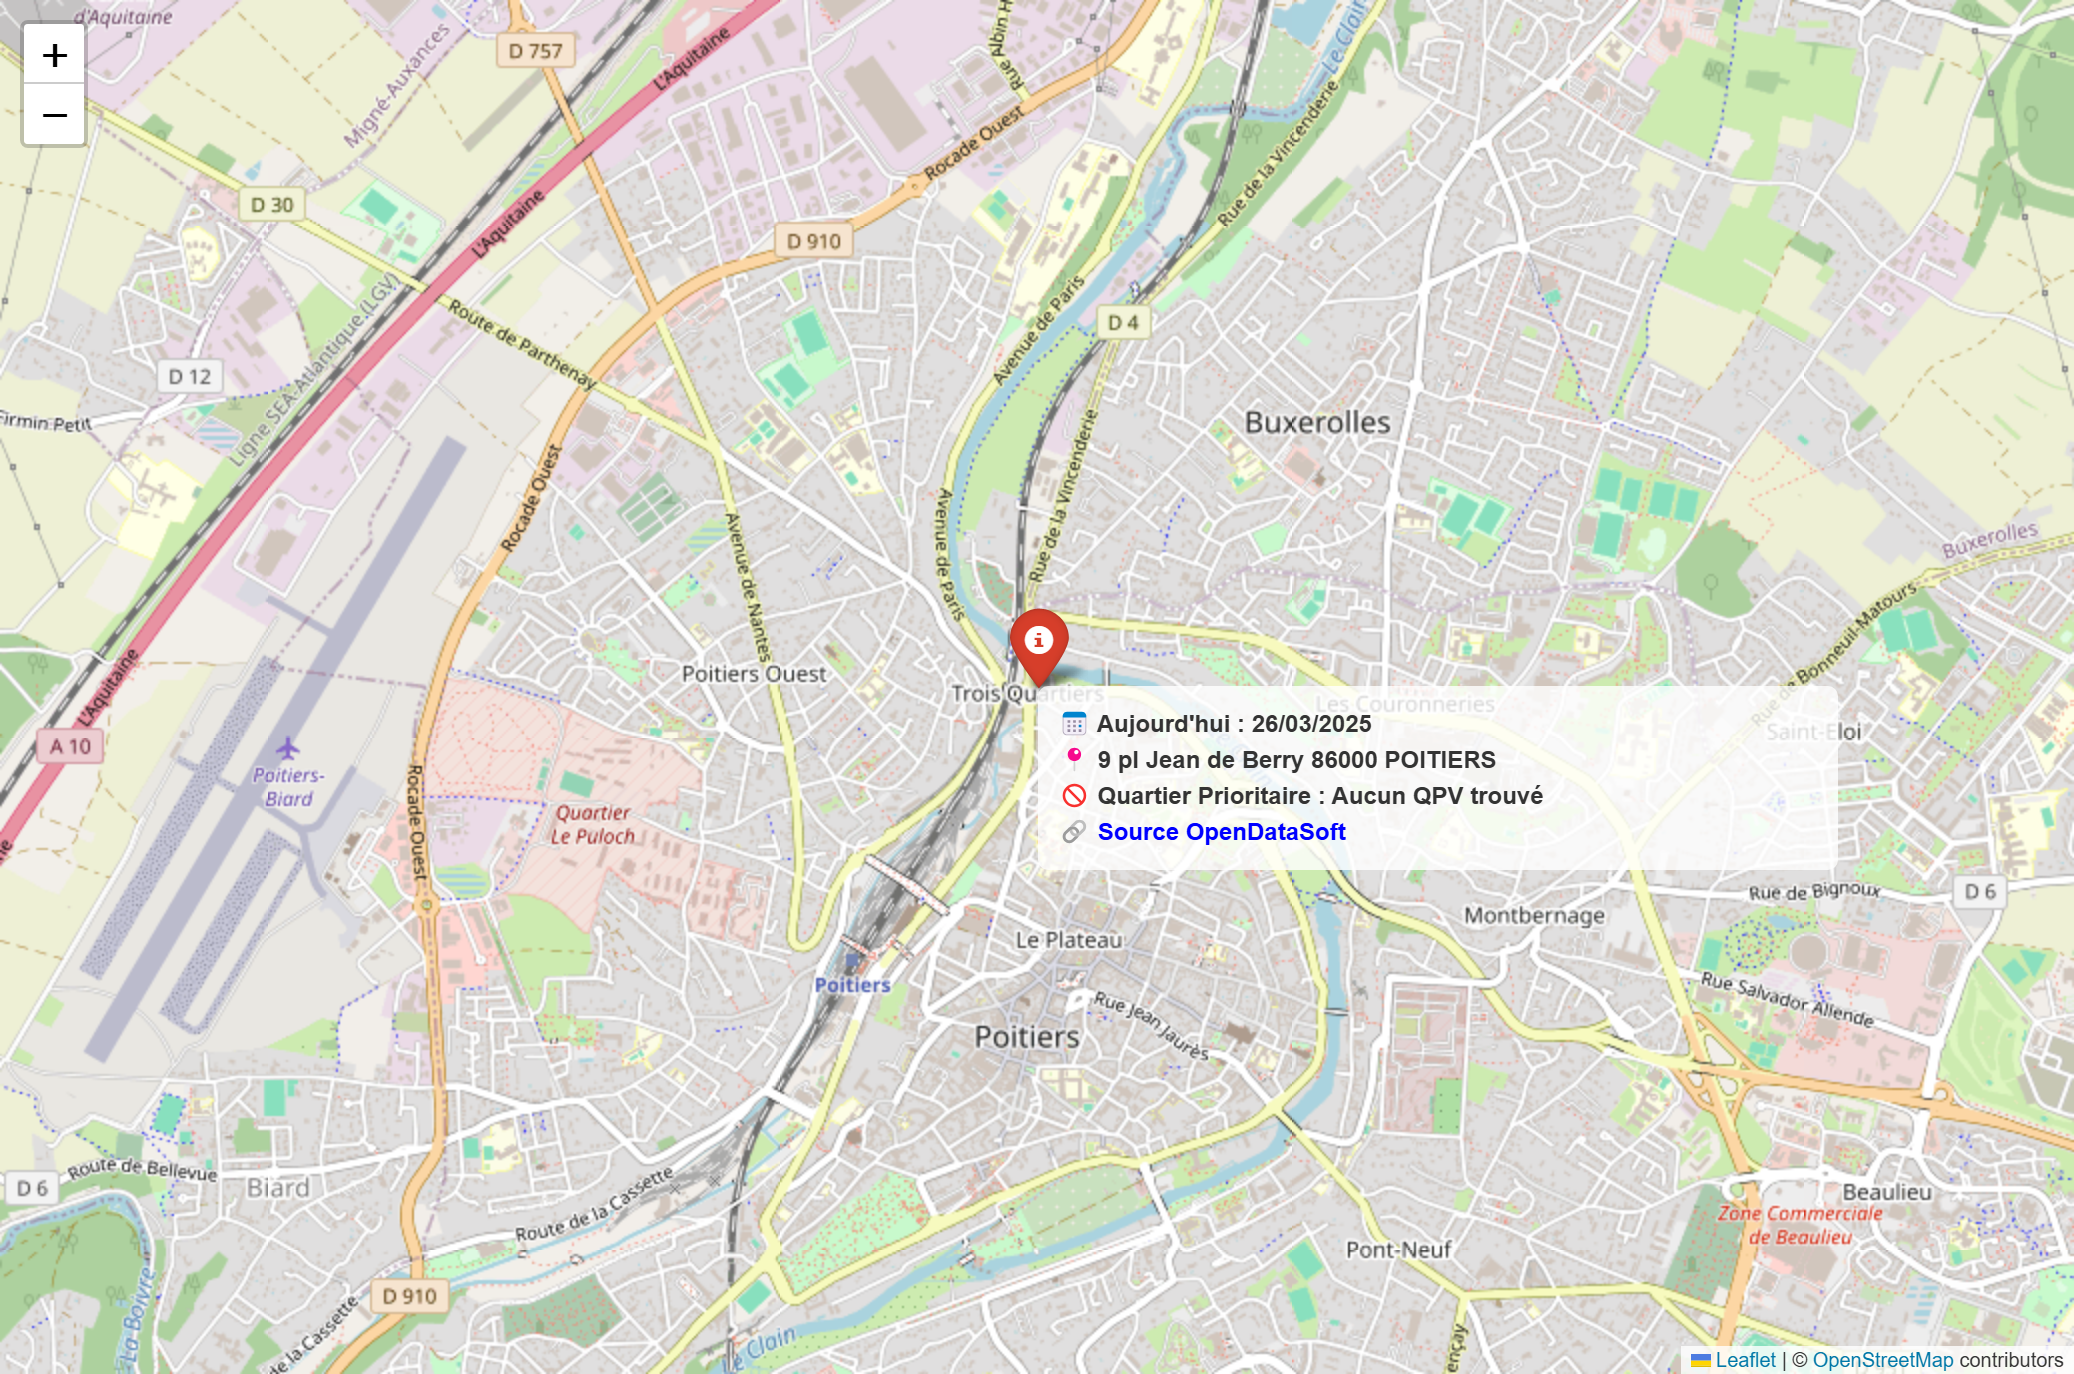 d'Aquitaine
+
−
D 757
L'Aquitaine
Rue Albin H
Le Clain
Migné-Auxances
Rocade Ouest
Rue de la Vincenderie
D 30
L'Aquitaine
D 910
Ligne SEA-Atlantique (LGV)
Route de Parthenay
Avenue de Paris
D 4
D 12
Firmin Petit
Buxerolles
Rocade Ouest
Avenue de Nantes
Avenue de Paris
Rue de la Vincenderie
Buxerolles
Rue de Bonneuil-Matours
L'Aquitaine
Poitiers Ouest
Trois Quartiers
Les Couronneries
Saint-Eloi
Aujourd'hui : 26/03/2025
9 pl Jean de Berry 86000 POITIERS
Quartier Prioritaire : Aucun QPV trouvé
Source OpenDataSoft
A 10
Poitiers-
Biard
Rocade Ouest
Quartier
Le Puloch
ne
Rue de Bignoux
D 6
Montbernage
Le Plateau
Poitiers
Rue Salvador Allende
Rue Jean Jaurès
Poitiers
D 6
Route de Bellevue
Biard
Route de la Cassette
Beaulieu
Zone Commerciale
de Beaulieu
Pont-Neuf
D 910
La Boivre
de la Cassette
Le Clain
ençay
Leaflet | © OpenStreetMap contributors